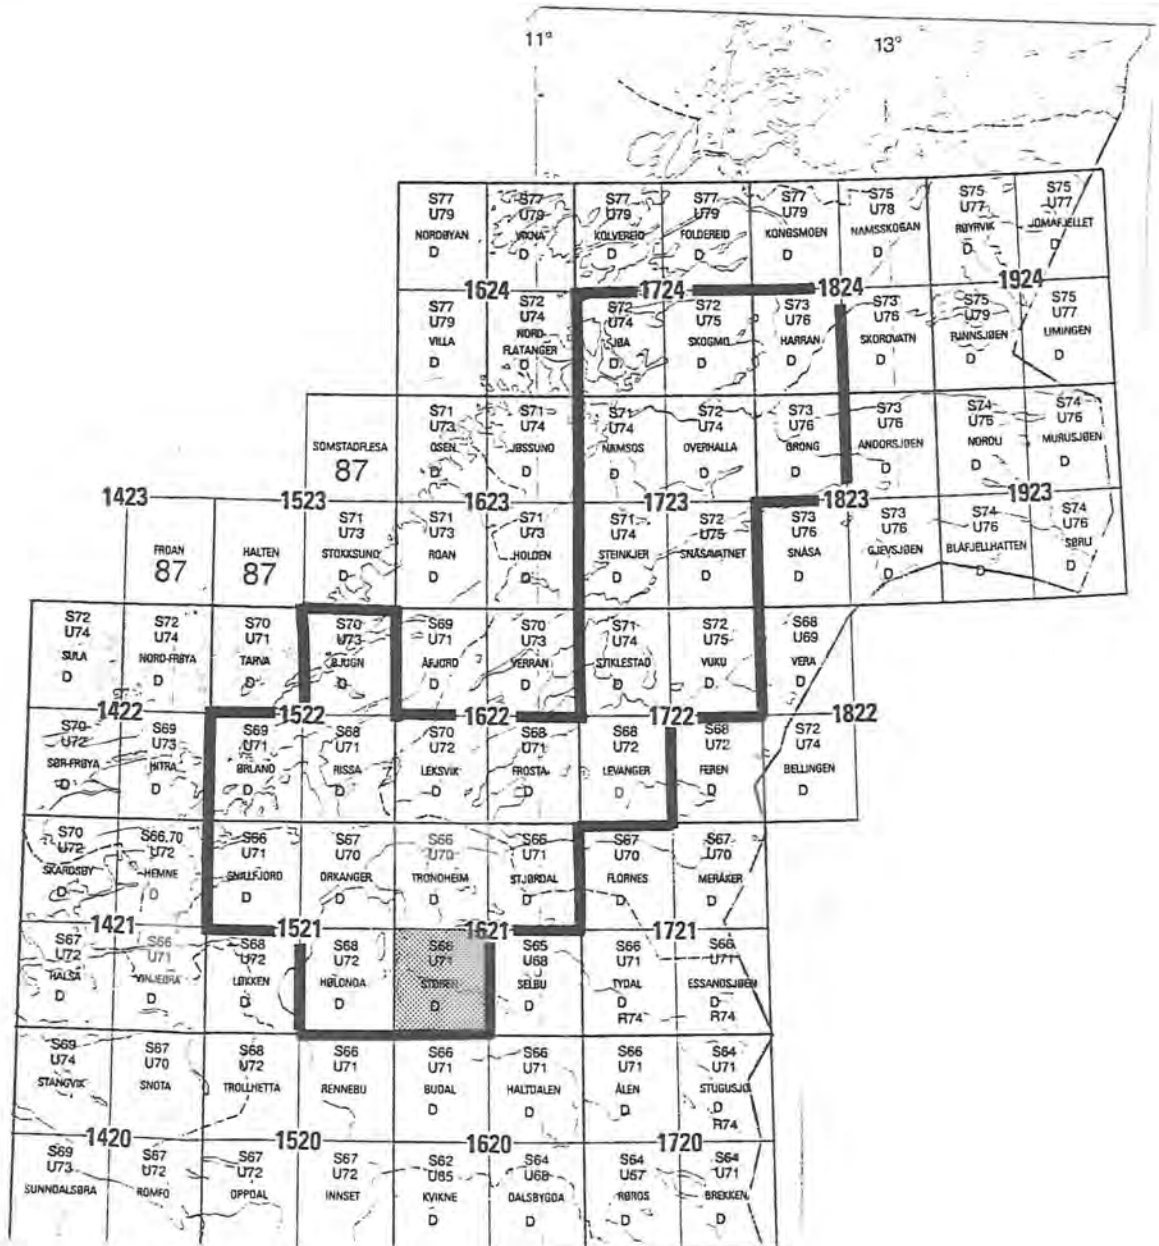 11°
13°
S77 S77 S77 S77 S77 S75 S75 S75
U79 U79 U79 U79 U79 U78 U77 U77
NORDØYAN VIKNA KOLVEREID FOLDEREID KONGSMOEN NAMSSKOGAN RØYRVIK JOMAFJELLET
D D D D D D D D
1624 1724 1824 1924
S77 S72 S72 S72 S73 S73 S75 S75
U79 U74 U74 U75 U76 U76 U79 U77
VILLA NORD- SJØA SKOGMO HARRAN SKOROVATN TUNNSJØEN LIMINGEN
FLATANGER
D D D D D D D D
S71 S71 S71 S72 S73 S73 S74 S74
U73 U74 U74 U74 U76 U76 U76 U76
SOMSTADFLESA OSEN JØSSUND NAMSOS OVERHALLA GRONG ANDORSJØEN NORDLI MURUSJØEN
87 D D D D D D D D
1423 1523 1623 1723 1823 1923
S71 S71 S71 S71 S72 S73 S73 S74 S74
U73 U73 U73 U74 U75 U76 U76 U76 U76
FROAN HALTEN STOKKSUND ROAN HOLDEN STEINKJER SNÅSAVATNET SNÅSA GJEVSJØEN BLÅFJELLHATTEN SØRLI
87 87 D D D D D D D D D
S72 S72 S70 S70 S69 S70 S71 S72 S68
U74 U74 U71 U73 U71 U73 U74 U75 U69
SULA NORD-FRØYA TARVA BJUGN ÅFJORD VERRAN STIKLESTAD VUKU VERA
D D D D D D D D D
1422 1522 1622 1722 1822
S70 S69 S69 S68 S70 S68 S68 S68 S72
U72 U73 U71 U71 U72 U71 U72 U72 U74
SØR-FRØYA HITRA ØRLAND RISSA LEKSVIK FROSTA LEVANGER FEREN BELLINGEN
D D D D D D D D D
S70 S66.70 S66 S67 S66 S66 S67 S67
U72 U72 U71 U70 U70 U71 U70 U70
SKARDSØY HEMNE SNILLFJORD ORKANGER TRONDHEIM STJØRDAL FLORNES MERÅKER
D D D D D D D D
1421 1521 1621 1721
S67 S66 S68 S68 S66 S65 S66 S66
U72 U71 U72 U72 U71 U68 U71 U71
HALSA VINJEØRA LØKKEN HØLONDA STØREN SELBU TYDAL ESSANDSJØEN
D D D D D D D D
R74 R74
S69 S67 S68 S66 S66 S66 S66 S64
U74 U70 U72 U71 U71 U71 U71 U71
STANGVIK SNOTA TROLLHETTA RENNEBU BUDAL HALTDALEN ÅLEN STUGUSJØ
D D D D
R74
1420 1520 1620 1720
S69 S67 S67 S67 S62 S64 S64 S64
U73 U72 U72 U72 U65 U68 U67 U71
SUNNDALSØRA ROMFO OPPDAL INNSET KVIKNE DALSBYGDA RØROS BREKKEN
D D D D